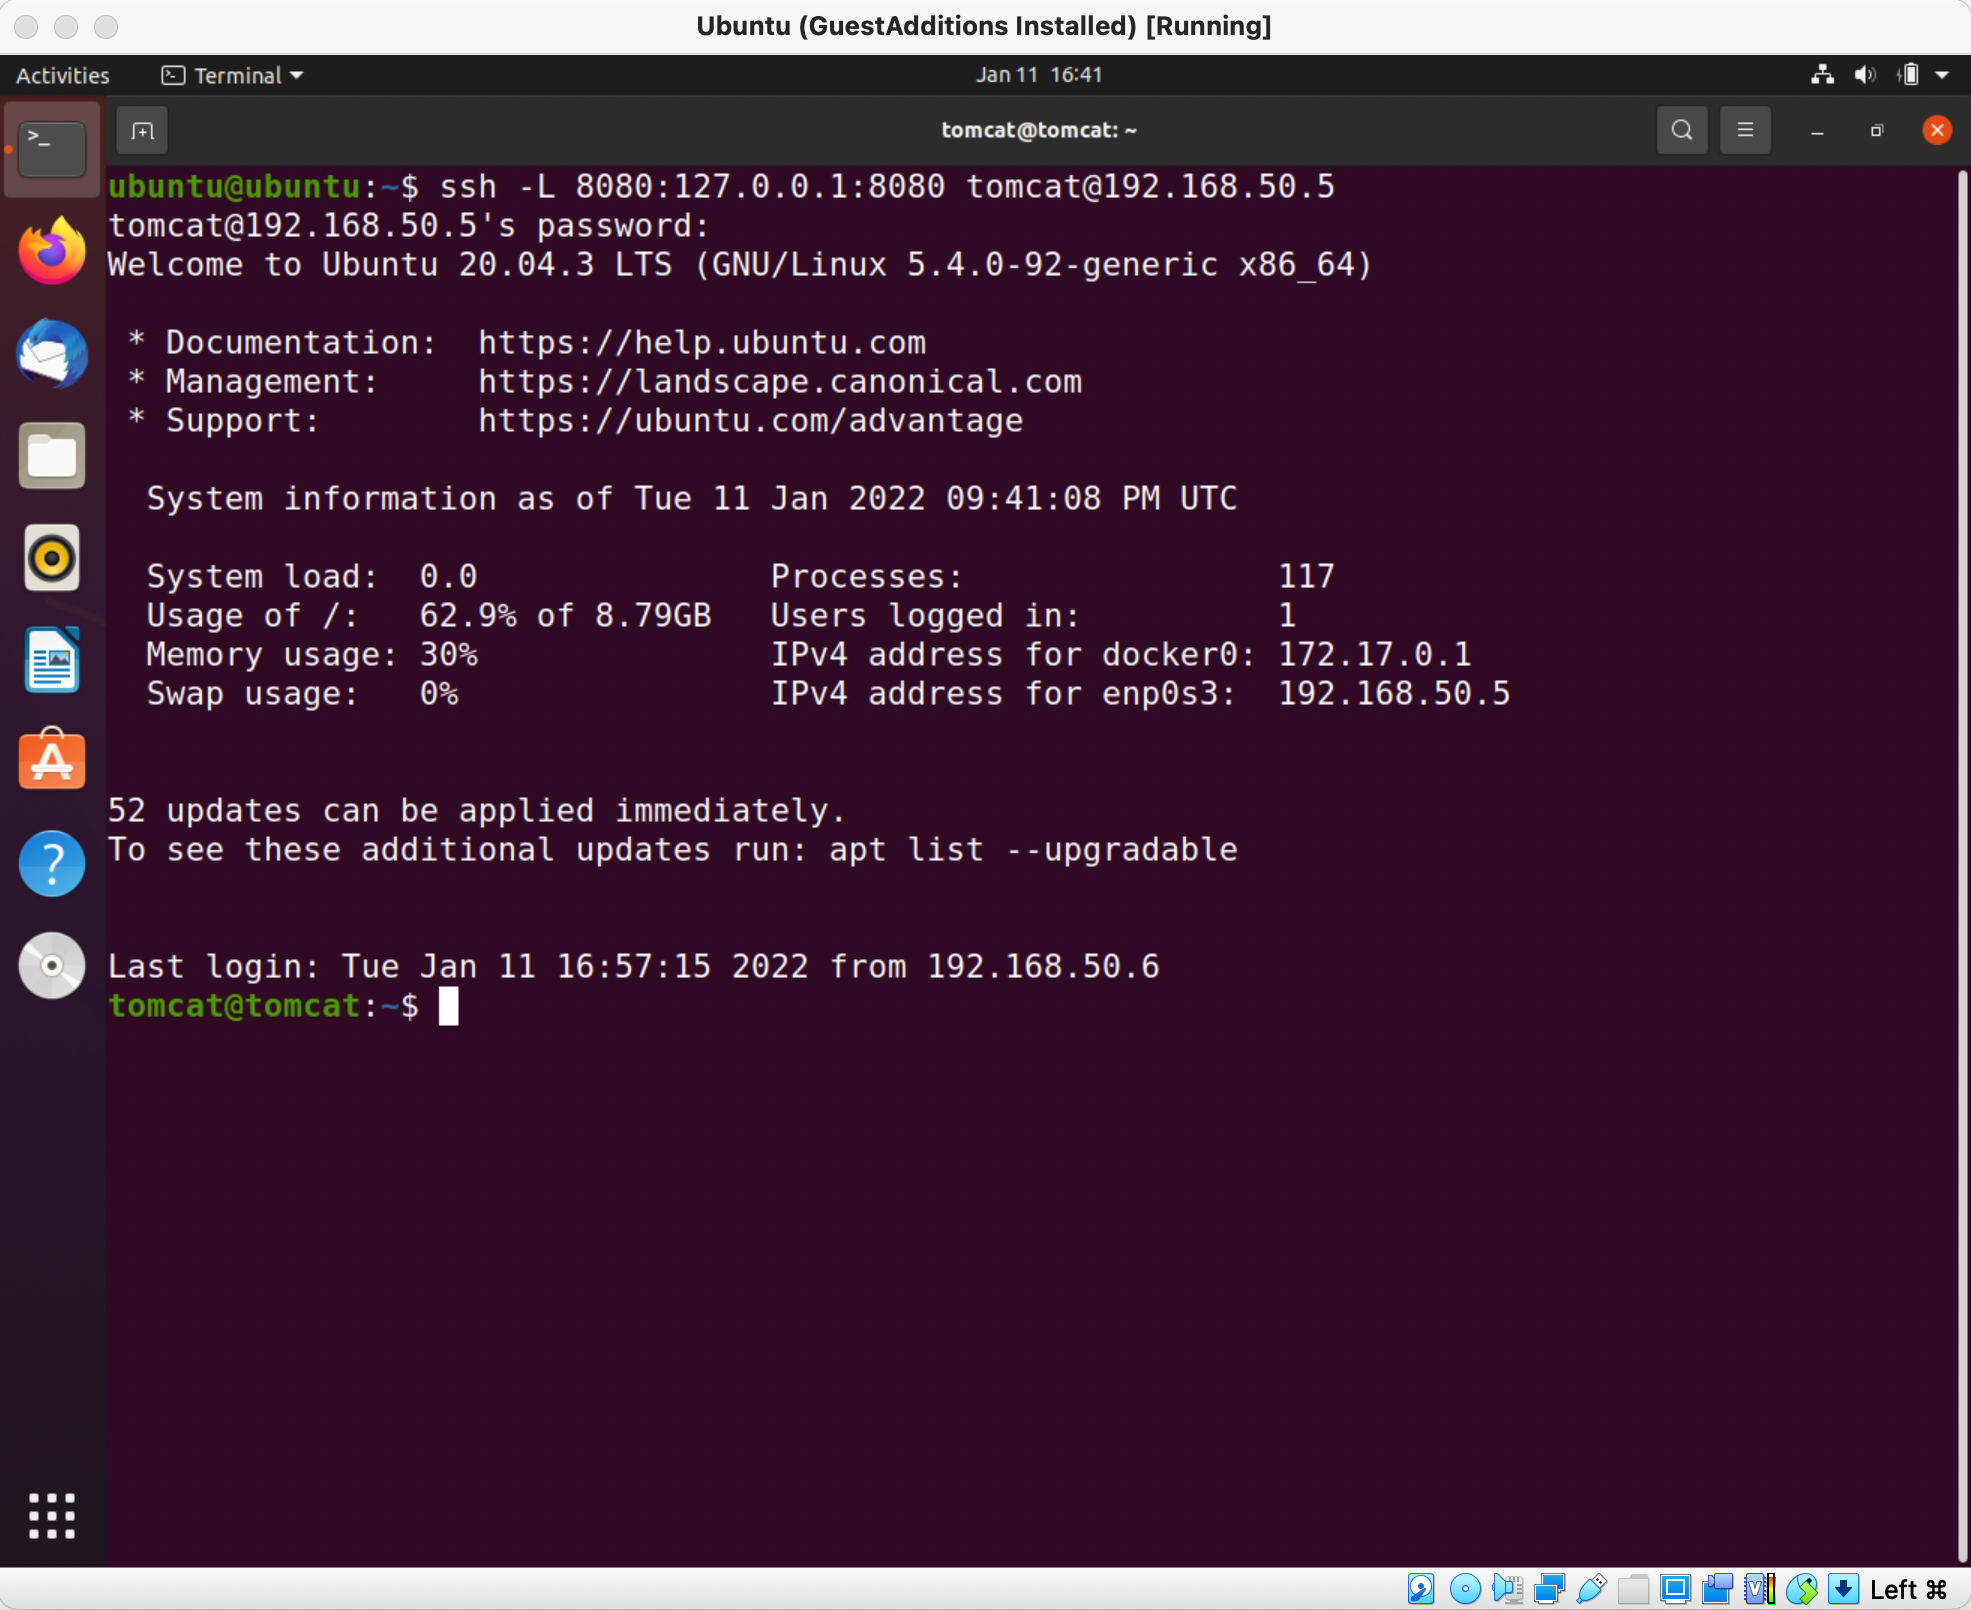 Ubuntu (GuestAdditions Installed) [Running]
Activities Terminal Jan 11 16:41
tomcat@tomcat: ~
ubuntu@ubuntu:~$ ssh -L 8080:127.0.0.1:8080 tomcat@192.168.50.5
tomcat@192.168.50.5's password:
Welcome to Ubuntu 20.04.3 LTS (GNU/Linux 5.4.0-92-generic x86_64)
* Documentation: https://help.ubuntu.com
* Management: https://landscape.canonical.com
* Support: https://ubuntu.com/advantage
System information as of Tue 11 Jan 2022 09:41:08 PM UTC
System load: 0.0 Processes: 117
Usage of /: 62.9% of 8.79GB Users logged in: 1
Memory usage: 30% IPv4 address for docker0: 172.17.0.1
Swap usage: 0% IPv4 address for enp0s3: 192.168.50.5
52 updates can be applied immediately.
To see these additional updates run: apt list --upgradable
Last login: Tue Jan 11 16:57:15 2022 from 192.168.50.6
tomcat@tomcat:~$
Left ⌘